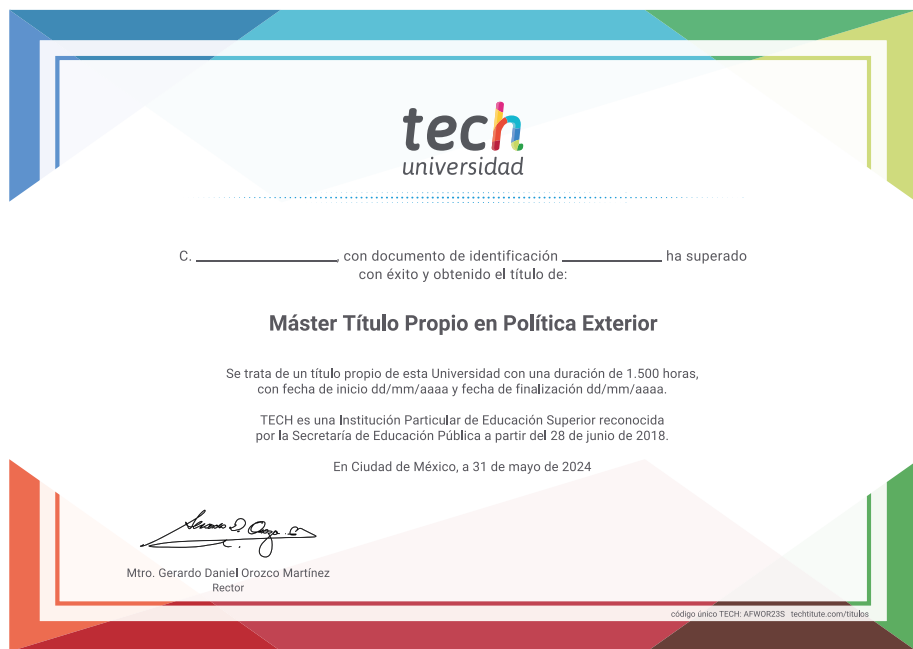 tech
universidad
C. , con documento de identificación ha superado
con éxito y obtenido el título de:
Máster Título Propio en Política Exterior
Se trata de un título propio de esta Universidad con una duración de 1.500 horas,
con fecha de inicio dd/mm/aaaa y fecha de finalización dd/mm/aaaa.
TECH es una Institución Particular de Educación Superior reconocida
por la Secretaría de Educación Pública a partir del 28 de junio de 2018.
En Ciudad de México, a 31 de mayo de 2024
Mtro. Gerardo Daniel Orozco Martínez
Rector
código único TECH: AFWOR23S techtitute.com/titulos